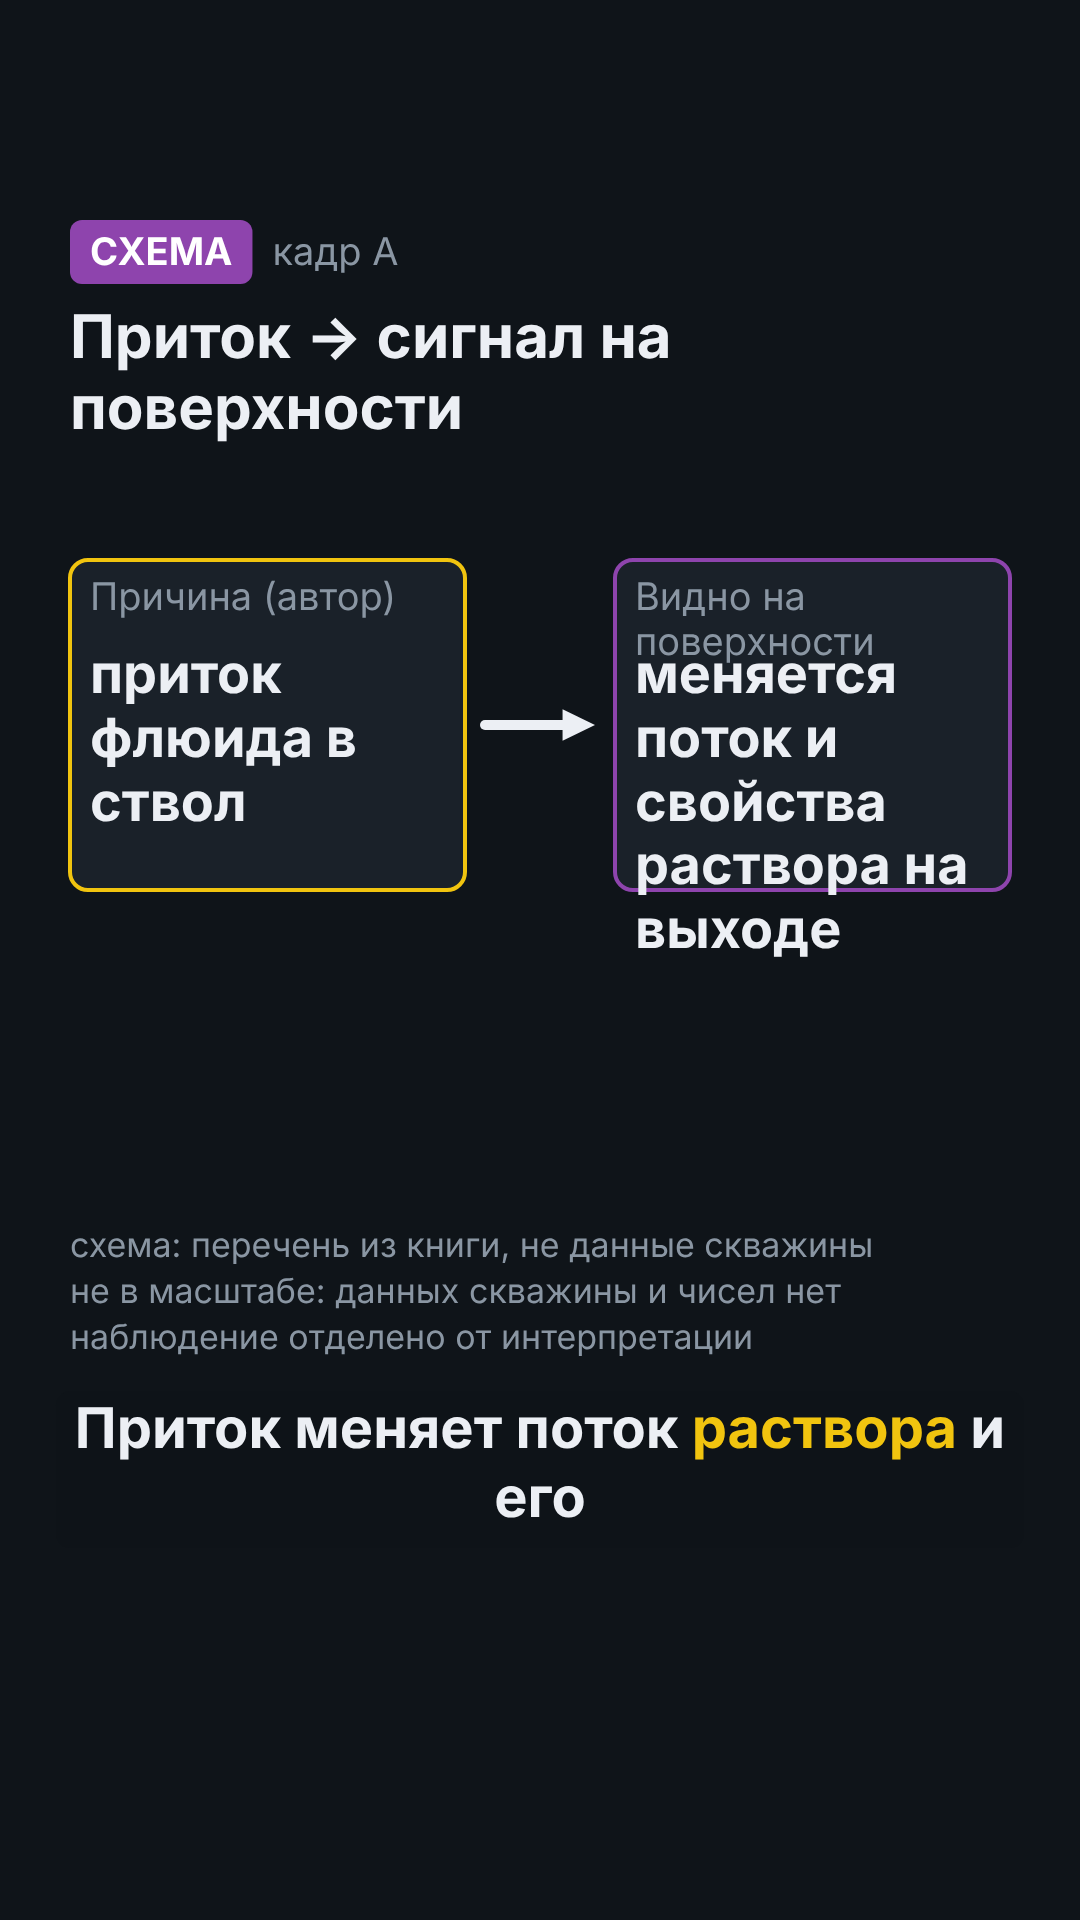 СХЕМА кадр А
Приток → сигнал на
поверхности
Причина (автор)
приток
флюида в
ствол
Видно на
поверхности
меняется
поток и
свойства
раствора на
выходе
схема: перечень из книги, не данные скважины
не в масштабе: данных скважины и чисел нет
наблюдение отделено от интерпретации
Приток меняет поток раствора и
его